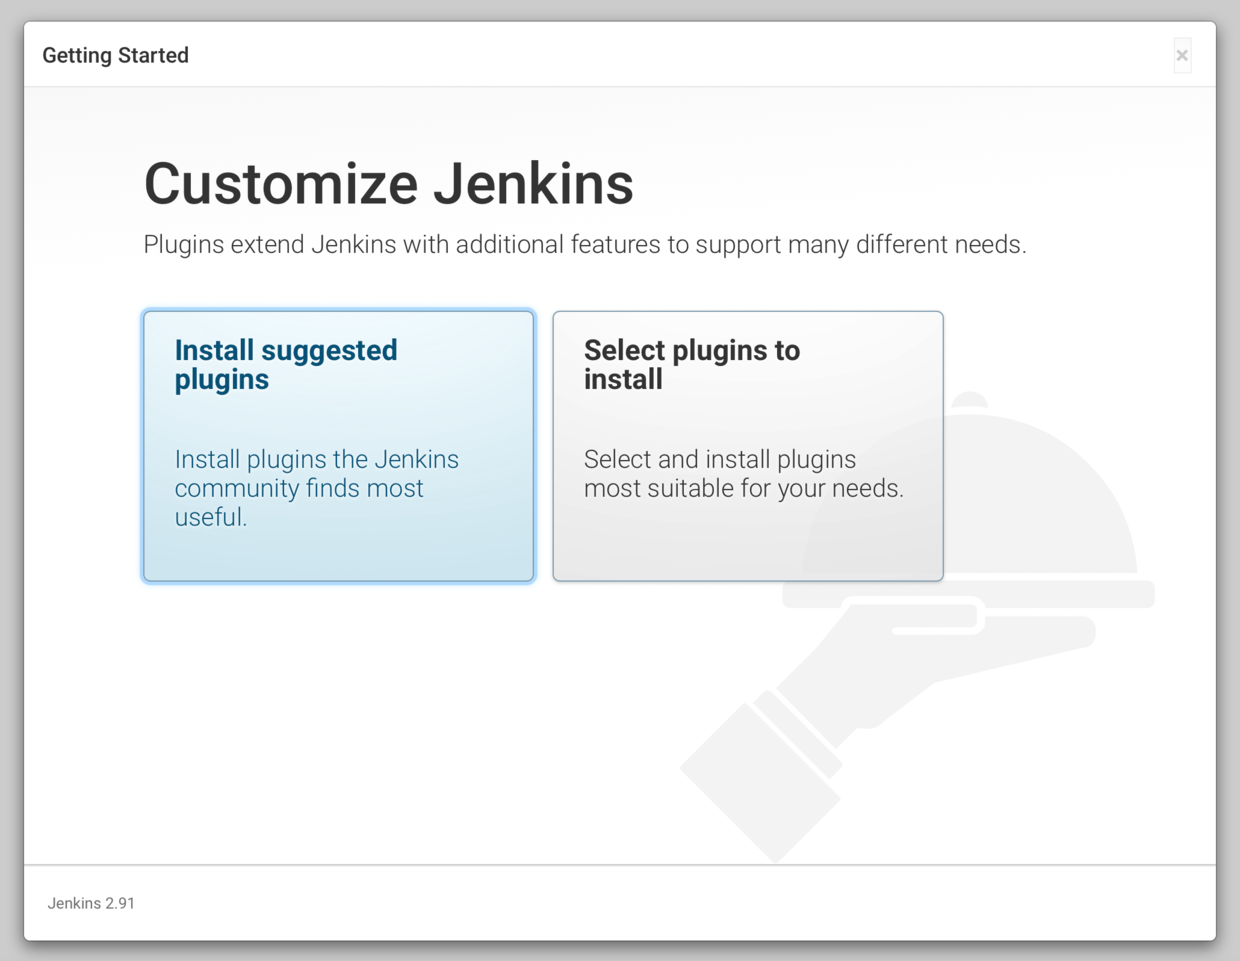 Getting Started
×
Customize Jenkins
Plugins extend Jenkins with additional features to support many different needs.
Install suggested
plugins
Install plugins the Jenkins
community finds most
useful.
Select plugins to
install
Select and install plugins
most suitable for your needs.
Jenkins 2.91